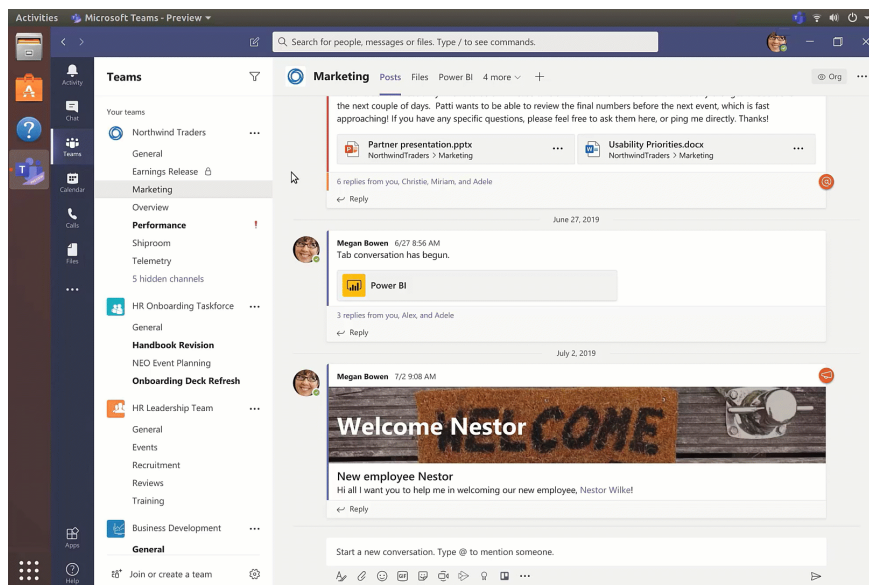 Activities Microsoft Teams - Preview
Search for people, messages or files. Type / to see commands.
Activity
Chat
Teams
Calendar
Calls
Files
Apps
Help
Teams
Your teams
Northwind Traders
General
Earnings Release
Marketing
Overview
Performance
Shiproom
Telemetry
5 hidden channels
HR Onboarding Taskforce
General
Handbook Revision
NEO Event Planning
Onboarding Deck Refresh
HR Leadership Team
General
Events
Recruitment
Reviews
Training
Business Development
General
Join or create a team
Marketing Posts Files Power BI 4 more
Org
the next couple of days. Patti wants to be able to review the final numbers before the next event, which is fast
approaching! If you have any specific questions, please feel free to ask them here, or ping me directly. Thanks!
Partner presentation.pptx
NorthwindTraders > Marketing
Usability Priorities.docx
NorthwindTraders > Marketing
6 replies from you, Christie, Miriam, and Adele
Reply
June 27, 2019
Megan Bowen 6/27 8:56 AM
Tab conversation has begun.
Power BI
3 replies from you, Alex, and Adele
Reply
July 2, 2019
Megan Bowen 7/2 9:08 AM
WELCOME
Welcome Nestor
New employee Nestor
Hi all I want you to help me in welcoming our new employee, Nestor Wilke!
Reply
Start a new conversation. Type @ to mention someone.
GIF